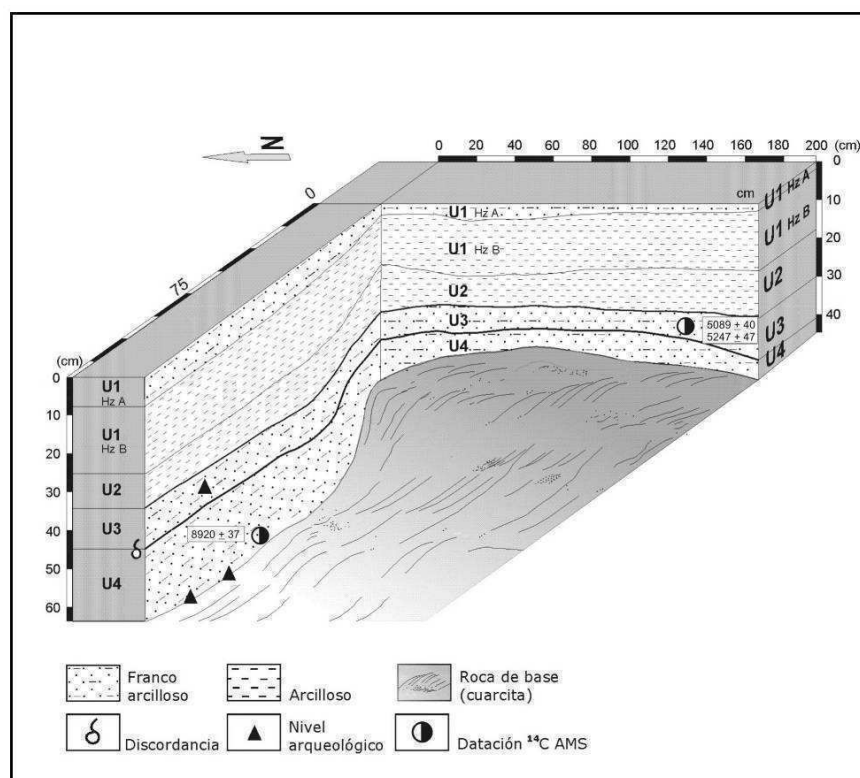 N
0 20 40 60 80 100 120 140 160 200 (cm)
0
10
20
30
40
cm
U1 Hz A
U1 Hz B
U2
U3
U4
U1 Hz A
U1 Hz B
U2
U3
U4
5089 ± 40
5247 ± 47
0
75
(cm)
0
10
20
30
40
50
60
U1
Hz A
U1
Hz B
U2
U3
U4
8920 ± 37
Franco
arcilloso
Arcilloso
Roca de base
(cuarcita)
Discordancia
Nivel
arqueológico
Datación ¹⁴C AMS